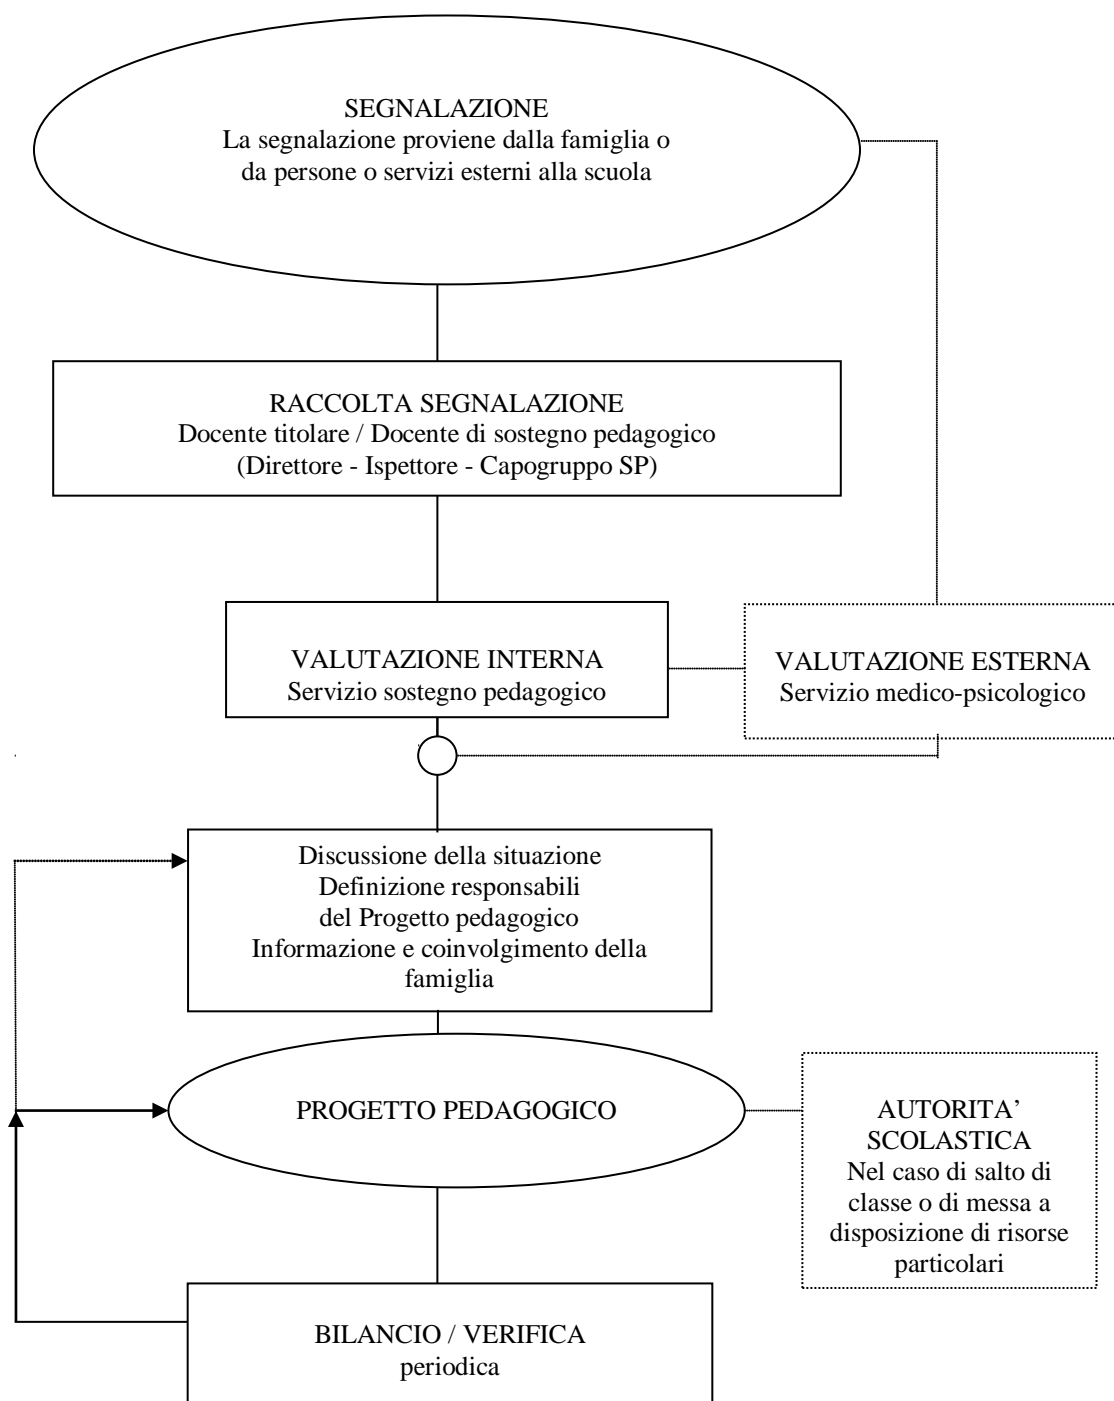 SEGNALAZIONE
La segnalazione proviene dalla famiglia o
da persone o servizi esterni alla scuola
RACCOLTA SEGNALAZIONE
Docente titolare / Docente di sostegno pedagogico
(Direttore - Ispettore - Capogruppo SP)
VALUTAZIONE INTERNA
Servizio sostegno pedagogico
VALUTAZIONE ESTERNA
Servizio medico-psicologico
Discussione della situazione
Definizione responsabili
del Progetto pedagogico
Informazione e coinvolgimento della
famiglia
PROGETTO PEDAGOGICO
AUTORITA’
SCOLASTICA
Nel caso di salto di
classe o di messa a
disposizione di risorse
particolari
BILANCIO / VERIFICA
periodica